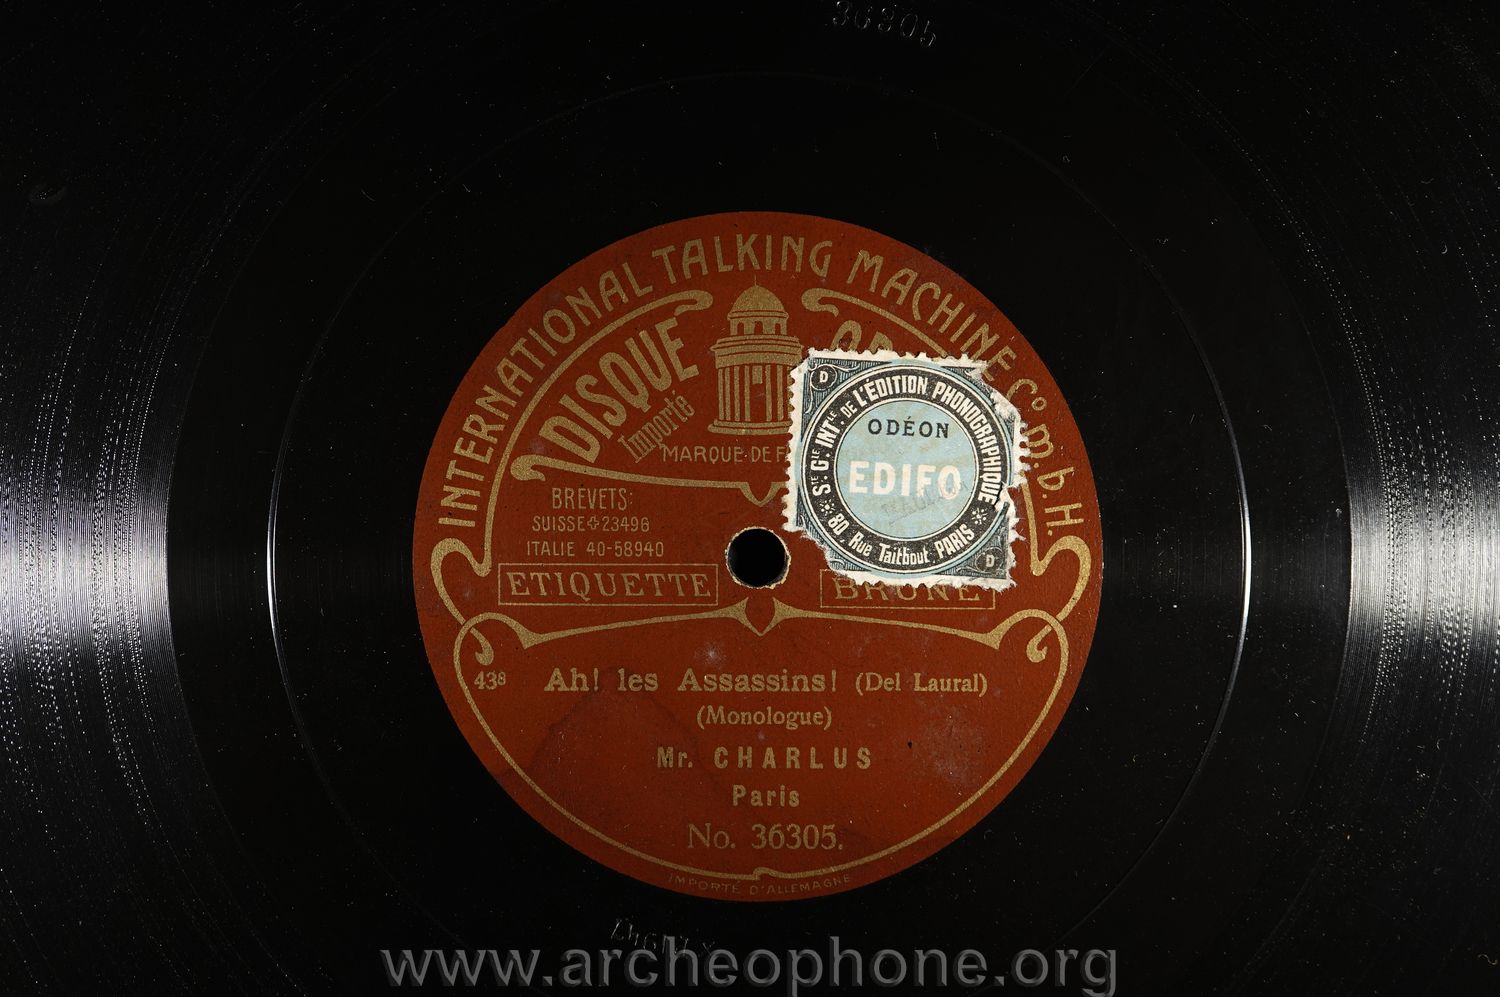 36305
INTERNATIONAL TALKING MACHINE Co. m.b.H.
DISQUE
Importé
MARQUE DE
BREVETS:
SUISSE ✣ 23496
ITALIE 40-58940
ETIQUETTE BRUNE
Sté Gle INTle DE L'ÉDITION PHONOGRAPHIQUE
ODÉON
EDIFO
80, Rue Taitbout PARIS
D
D
438 Ah! les Assassins! (Del Laural)
(Monologue)
Mr. CHARLUS
Paris
No. 36305.
IMPORTÉ D'ALLEMAGNE
www.archeophone.org